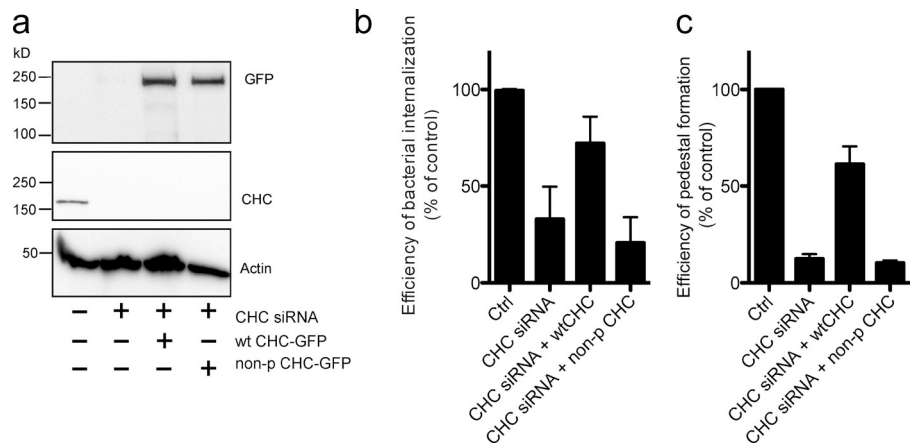 a
kD
250
150
100
GFP
250
150
CHC
50
Actin
− + + + CHC siRNA
− − + − wt CHC-GFP
− − − + non-p CHC-GFP
b
Efficiency of bacterial internalization
(% of control)
100
50
0
Ctrl
CHC siRNA
CHC siRNA + wtCHC
CHC siRNA + non-p CHC
c
Efficiency of pedestal formation
(% of control)
100
50
0
Ctrl
CHC siRNA
CHC siRNA + wtCHC
CHC siRNA + non-p CHC